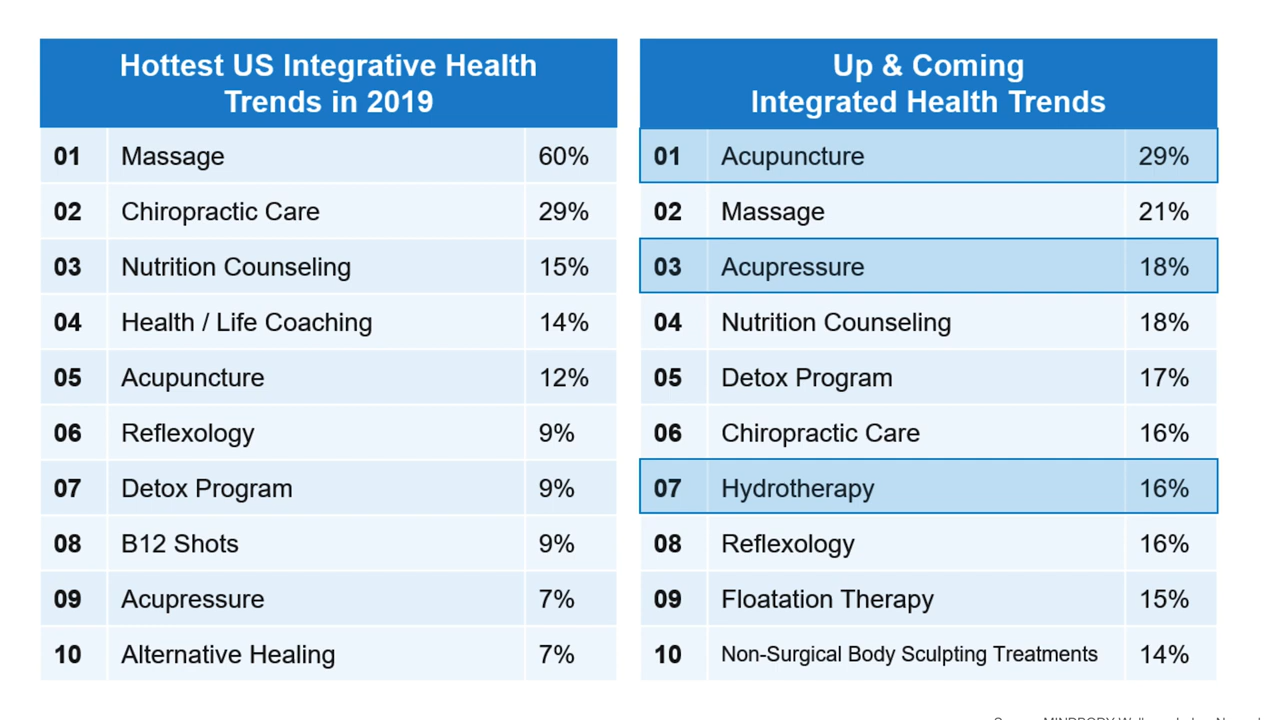 Hottest US Integrative Health
Trends in 2019
01 Massage 60%
02 Chiropractic Care 29%
03 Nutrition Counseling 15%
04 Health / Life Coaching 14%
05 Acupuncture 12%
06 Reflexology 9%
07 Detox Program 9%
08 B12 Shots 9%
09 Acupressure 7%
10 Alternative Healing 7%
Up & Coming
Integrated Health Trends
01 Acupuncture 29%
02 Massage 21%
03 Acupressure 18%
04 Nutrition Counseling 18%
05 Detox Program 17%
06 Chiropractic Care 16%
07 Hydrotherapy 16%
08 Reflexology 16%
09 Floatation Therapy 15%
10 Non-Surgical Body Sculpting Treatments 14%